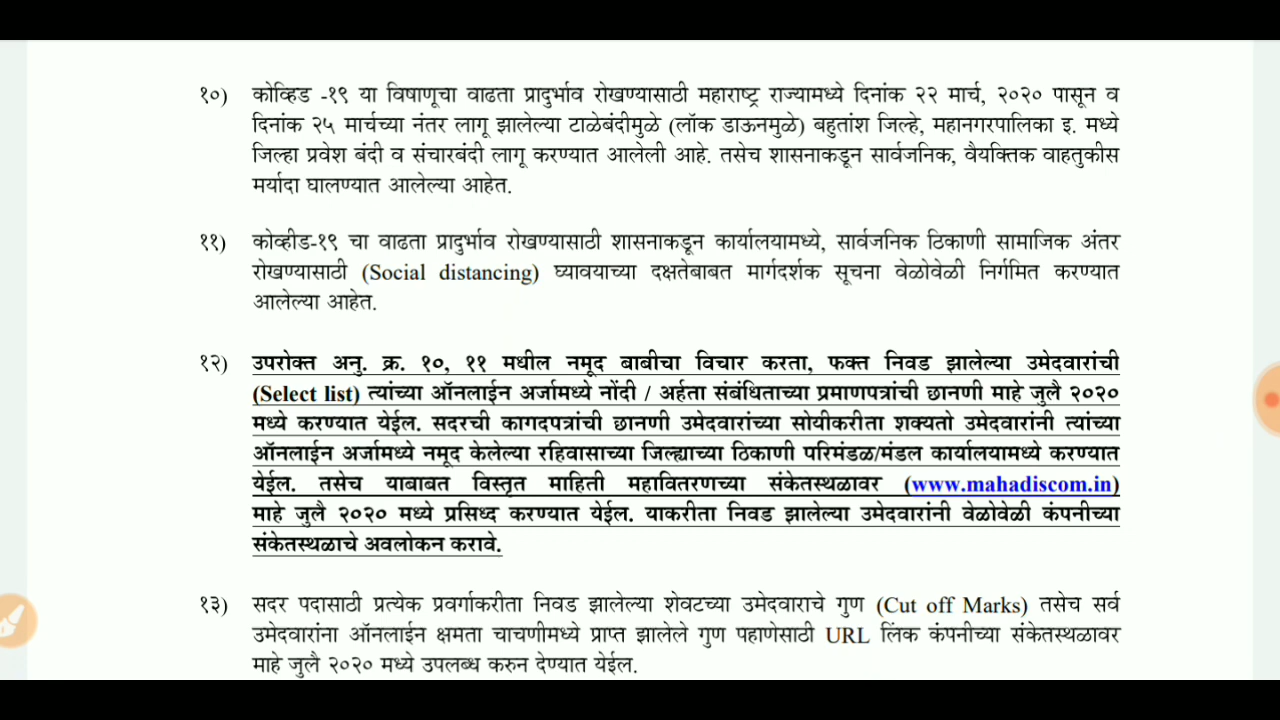 १०) कोव्हिड -१९ या विषाणूचा वाढता प्रादुर्भाव रोखण्यासाठी महाराष्ट्र राज्यामध्ये दिनांक २२ मार्च, २०२० पासून व
दिनांक २५ मार्चच्या नंतर लागू झालेल्या टाळेबंदीमुळे (लॉक डाऊनमुळे) बहुतांश जिल्हे, महानगरपालिका इ. मध्ये
जिल्हा प्रवेश बंदी व संचारबंदी लागू करण्यात आलेली आहे. तसेच शासनाकडून सार्वजनिक, वैयक्तिक वाहतुकीस
मर्यादा घालण्यात आलेल्या आहेत.
११) कोव्हीड-१९ चा वाढता प्रादुर्भाव रोखण्यासाठी शासनाकडून कार्यालयामध्ये, सार्वजनिक ठिकाणी सामाजिक अंतर
रोखण्यासाठी (Social distancing) घ्यावयाच्या दक्षतेबाबत मार्गदर्शक सूचना वेळोवेळी निर्गमित करण्यात
आलेल्या आहेत.
१२) उपरोक्त अनु. क्र. १०, ११ मधील नमूद बाबीचा विचार करता, फक्त निवड झालेल्या उमेदवारांची
(Select list) त्यांच्या ऑनलाईन अर्जामध्ये नोंदी / अर्हता संबंधिताच्या प्रमाणपत्रांची छानणी माहे जुलै २०२०
मध्ये करण्यात येईल. सदरची कागदपत्रांची छानणी उमेदवारांच्या सोयीकरीता शक्यतो उमेदवारांनी त्यांच्या
ऑनलाईन अर्जामध्ये नमूद केलेल्या रहिवासाच्या जिल्ह्याच्या ठिकाणी परिमंडळ/मंडल कार्यालयामध्ये करण्यात
येईल. तसेच याबाबत विस्तृत माहिती महावितरणच्या संकेतस्थळावर (www.mahadiscom.in)
माहे जुलै २०२० मध्ये प्रसिध्द करण्यात येईल. याकरीता निवड झालेल्या उमेदवारांनी वेळोवेळी कंपनीच्या
संकेतस्थळाचे अवलोकन करावे.
१३) सदर पदासाठी प्रत्येक प्रवर्गाकरीता निवड झालेल्या शेवटच्या उमेदवाराचे गुण (Cut off Marks) तसेच सर्व
उमेदवारांना ऑनलाईन क्षमता चाचणीमध्ये प्राप्त झालेले गुण पहाणेसाठी URL लिंक कंपनीच्या संकेतस्थळावर
माहे जुलै २०२० मध्ये उपलब्ध करुन देण्यात येईल.